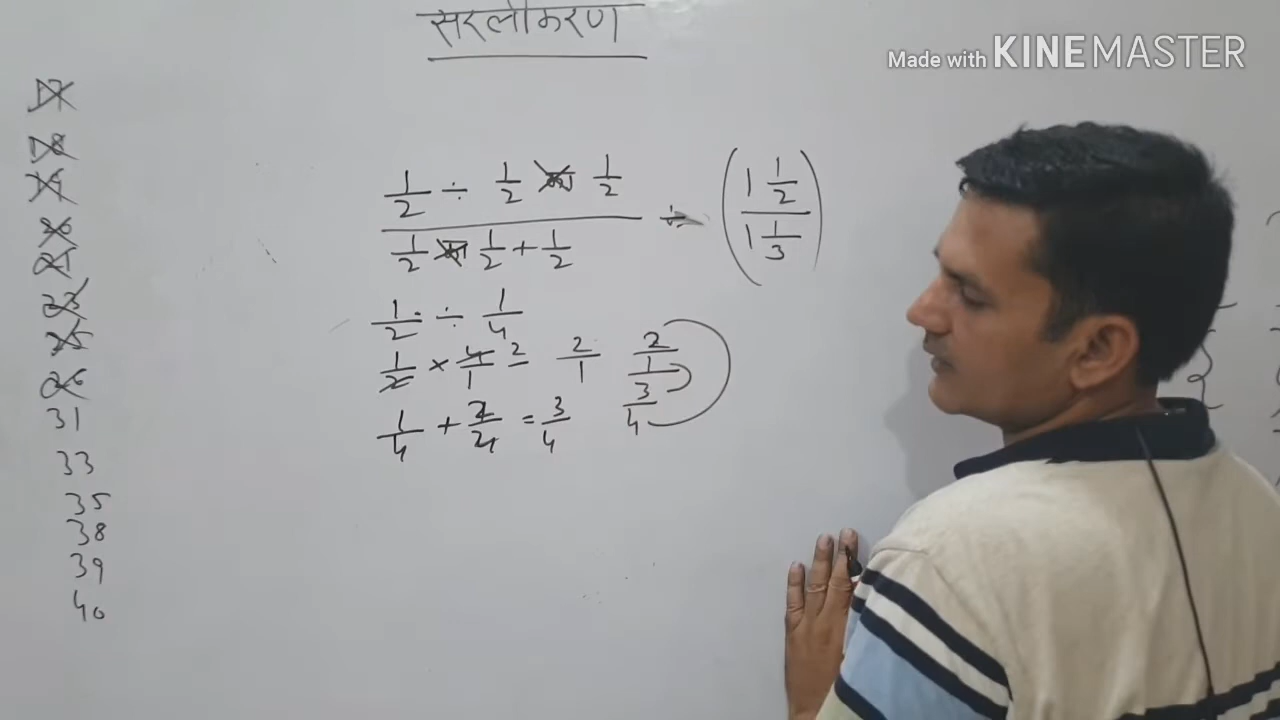 सरलीकरण
Made with KINEMASTER
31
33
35
38
39
40
1/2 ÷ 1/2 का 1/2
1/2 का 1/2 + 1/2
÷ (1 1/2 / 1 1/3)
1/2 ÷ 1/4
1/2 × 4/1 = 2 2/1
1/4 + 2/4 = 3/4
2/1
3/4